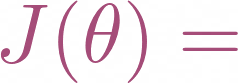 J(θ) =